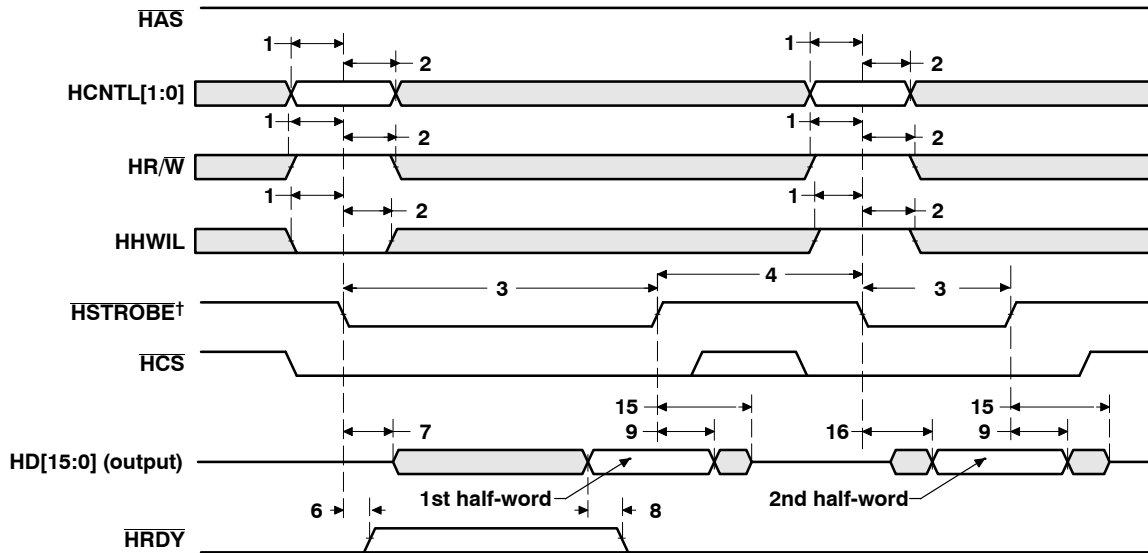 HAS
1 1
2 2
HCNTL[1:0]
1 2 1 2
HR/W
1 2 1 2
HHWIL
3 4 3
HSTROBE†
HCS
15 15
7 9 16 9
HD[15:0] (output)
1st half-word 2nd half-word
6 8
HRDY